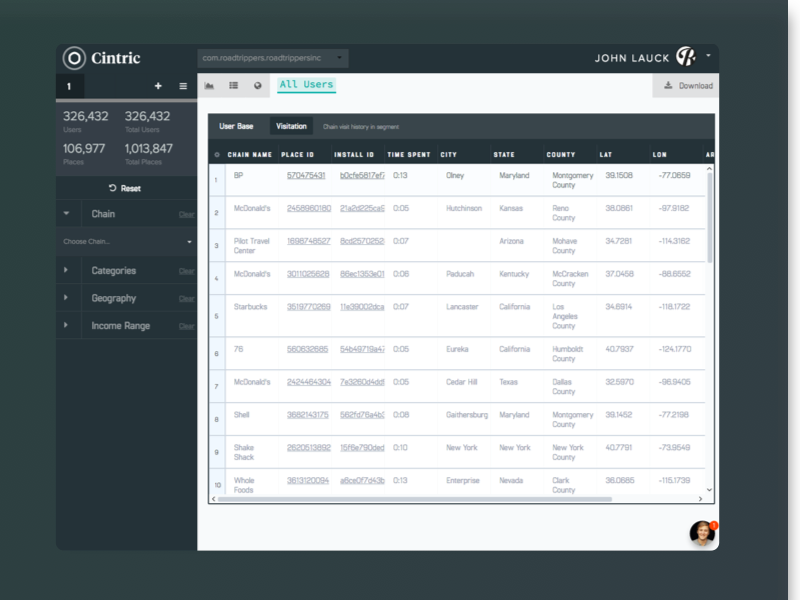 Cintric
com.roadtrippers.roadtrippersinc
JOHN LAUCK
1
All Users
Download
326,432
326,432
Users
Total Users
106,977
1,013,847
Places
Total Places
Reset
Chain
Clear
Choose Chain...
Categories
Clear
Geography
Clear
Income Range
Clear
User Base
Visitation
Chain visit history in segment
CHAIN NAME PLACE ID INSTALL ID TIME SPENT CITY STATE COUNTY LAT LON AR
1 BP 570475431 0:13 Olney Maryland Montgomery County 39.1508 -77.0659
2 McDonald's 2458960180 0:05 Hutchinson Kansas Reno County 38.0861 -97.9182
3 Pilot Travel Center 1698748527 0:07 Arizona Mohave County 34.7281 -114.3162
4 McDonald's 3011025628 0:06 Paducah Kentucky McCracken County 37.0458 -88.6552
5 Starbucks 3519770269 11e39002dca 0:07 Lancaster California Los Angeles County 34.6914 -118.1722
6 76 560632685 54b49719a4 0:05 Eureka California Humboldt County 40.7937 -124.1770
7 McDonald's 2424464304 0:05 Cedar Hill Texas Dallas County 32.5970 -96.9405
8 Shell 3682143175 0:08 Gaithersburg Maryland Montgomery County 39.1452 -77.2198
9 Shake Shack 2620513892 15f6e790ded 0:10 New York New York New York County 40.7791 -73.9549
10 Whole Foods 3613120094 a6ce0f7d43b 0:13 Enterprise Nevada Clark County 36.0685 -115.1739
1